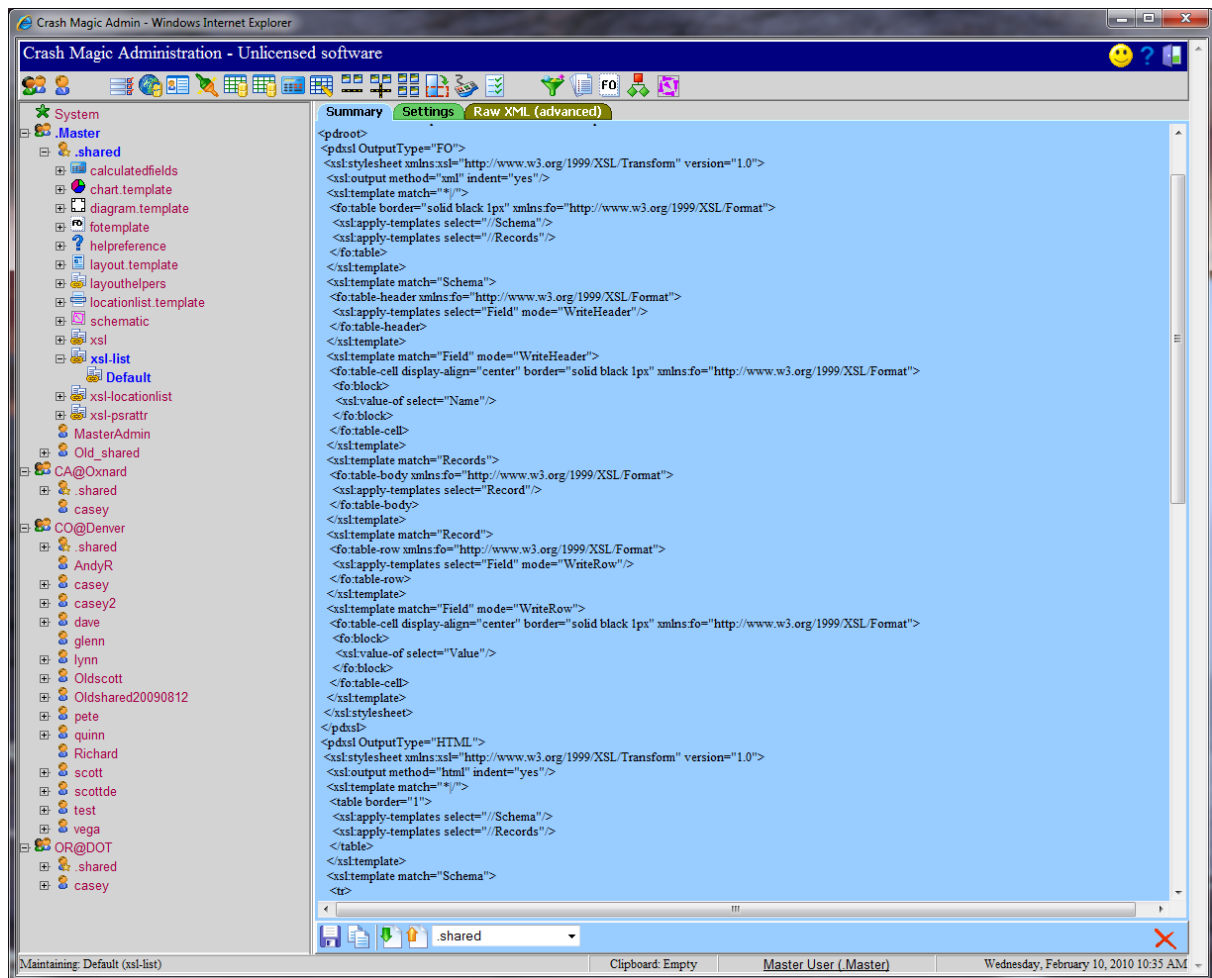 Crash Magic Admin - Windows Internet Explorer
Crash Magic Administration - Unlicensed software
FO
System
.Master
.shared
calculatedfields
chart.template
diagram.template
fotemplate
helpreference
layout.template
layouthelpers
locationlist.template
schematic
xsl
xsl-list
Default
xsl-locationlist
xsl-psrattr
MasterAdmin
Old_shared
CA@Oxnard
.shared
casey
CO@Denver
.shared
AndyR
casey
casey2
dave
glenn
lynn
Oldscott
Oldshared20090812
pete
quinn
Richard
scott
scottde
test
vega
OR@DOT
.shared
casey
Summary Settings Raw XML (advanced)
<pdroot>
<pdxsl OutputType="FO">
<xsl:stylesheet xmlns:xsl="http://www.w3.org/1999/XSL/Transform" version="1.0">
<xsl:output method="xml" indent="yes"/>
<xsl:template match="*|/">
<fo:table border="solid black 1px" xmlns:fo="http://www.w3.org/1999/XSL/Format">
<xsl:apply-templates select="//Schema"/>
<xsl:apply-templates select="//Records"/>
</fo:table>
</xsl:template>
<xsl:template match="Schema">
<fo:table-header xmlns:fo="http://www.w3.org/1999/XSL/Format">
<xsl:apply-templates select="Field" mode="WriteHeader"/>
</fo:table-header>
</xsl:template>
<xsl:template match="Field" mode="WriteHeader">
<fo:table-cell display-align="center" border="solid black 1px" xmlns:fo="http://www.w3.org/1999/XSL/Format">
<fo:block>
<xsl:value-of select="Name"/>
</fo:block>
</fo:table-cell>
</xsl:template>
<xsl:template match="Records">
<fo:table-body xmlns:fo="http://www.w3.org/1999/XSL/Format">
<xsl:apply-templates select="Record"/>
</fo:table-body>
</xsl:template>
<xsl:template match="Record">
<fo:table-row xmlns:fo="http://www.w3.org/1999/XSL/Format">
<xsl:apply-templates select="Field" mode="WriteRow"/>
</fo:table-row>
</xsl:template>
<xsl:template match="Field" mode="WriteRow">
<fo:table-cell display-align="center" border="solid black 1px" xmlns:fo="http://www.w3.org/1999/XSL/Format">
<fo:block>
<xsl:value-of select="Value"/>
</fo:block>
</fo:table-cell>
</xsl:template>
</xsl:stylesheet>
</pdxsl>
<pdxsl OutputType="HTML">
<xsl:stylesheet xmlns:xsl="http://www.w3.org/1999/XSL/Transform" version="1.0">
<xsl:output method="html" indent="yes"/>
<xsl:template match="*|/">
<table border="1">
<xsl:apply-templates select="//Schema"/>
<xsl:apply-templates select="//Records"/>
</table>
</xsl:template>
<xsl:template match="Schema">
<tr>
.shared
Maintaining: Default (xsl-list) Clipboard: Empty Master User (.Master) Wednesday, February 10, 2010 10:35 AM